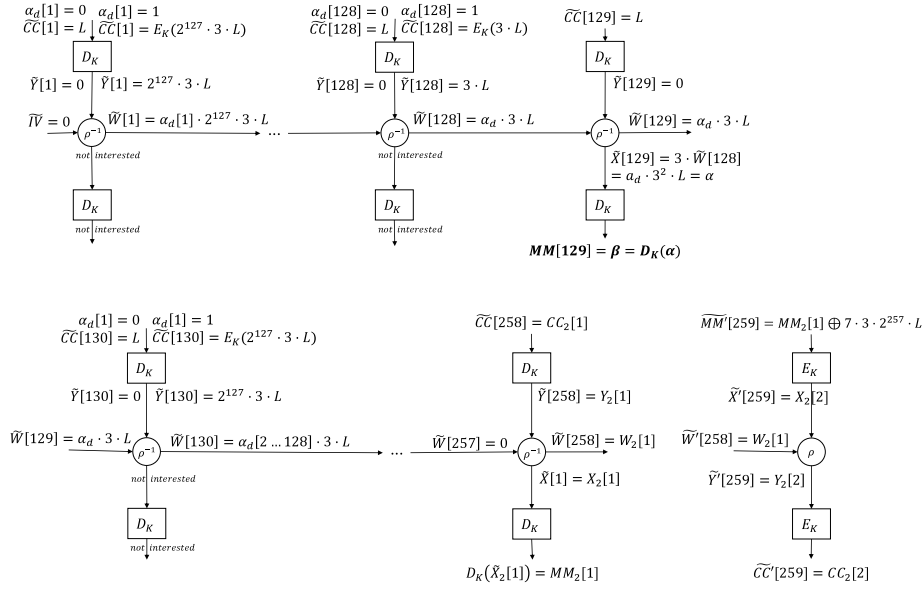 α_d[1] = 0 α_d[1] = 1
C͂C[1] = L C͂C[1] = E_K(2^127 · 3 · L)
D_K
Ỹ[1] = 0 Ỹ[1] = 2^127 · 3 · L
ĨV = 0
ρ^−1
W̃[1] = α_d[1] · 2^127 · 3 · L
not interested
D_K
not interested
...
α_d[128] = 0 α_d[128] = 1
C͂C[128] = L C͂C[128] = E_K(3 · L)
D_K
Ỹ[128] = 0 Ỹ[128] = 3 · L
ρ^−1
W̃[128] = α_d · 3 · L
not interested
D_K
not interested
C͂C[129] = L
D_K
Ỹ[129] = 0
ρ^−1
W̃[129] = α_d · 3 · L
X̃[129] = 3 · W̃[128]
= a_d · 3^2 · L = α
D_K
MM[129] = β = D_K(α)
α_d[1] = 0 α_d[1] = 1
C͂C[130] = L C͂C[130] = E_K(2^127 · 3 · L)
D_K
Ỹ[130] = 0 Ỹ[130] = 2^127 · 3 · L
W̃[129] = α_d · 3 · L
ρ^−1
W̃[130] = α_d[2 … 128] · 3 · L
not interested
D_K
not interested
...
C͂C[258] = CC_2[1]
D_K
Ỹ[258] = Y_2[1]
W̃[257] = 0
ρ^−1
W̃[258] = W_2[1]
X̃[1] = X_2[1]
D_K
D_K(X̃_2[1]) = MM_2[1]
M͂M′[259] = MM_2[1] ⊕ 7 · 3 · 2^257 · L
E_K
X̃′[259] = X_2[2]
W̃′[258] = W_2[1]
ρ
Ỹ′[259] = Y_2[2]
E_K
C͂C′[259] = CC_2[2]